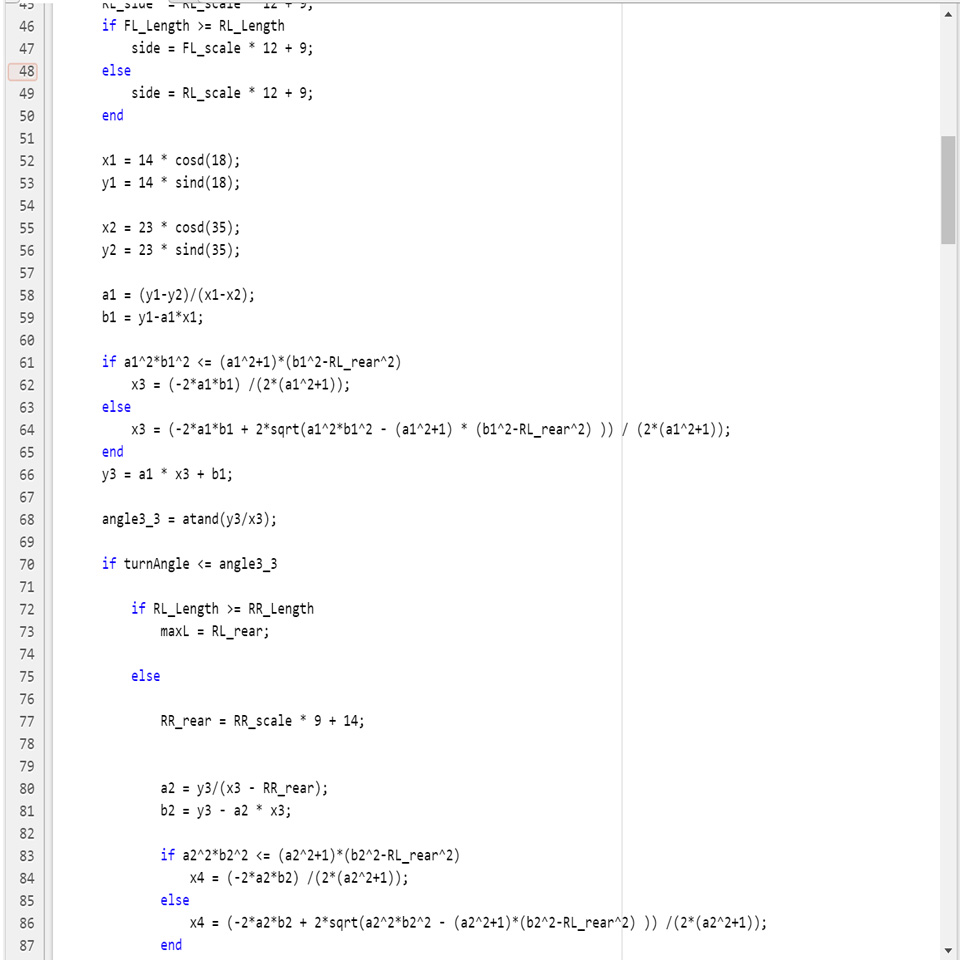 45 RL_side = RL_scale * 12 + 9;
46 if FL_Length >= RL_Length
47 side = FL_scale * 12 + 9;
48 else
49 side = RL_scale * 12 + 9;
50 end
51
52 x1 = 14 * cosd(18);
53 y1 = 14 * sind(18);
54
55 x2 = 23 * cosd(35);
56 y2 = 23 * sind(35);
57
58 a1 = (y1-y2)/(x1-x2);
59 b1 = y1-a1*x1;
60
61 if a1^2*b1^2 <= (a1^2+1)*(b1^2-RL_rear^2)
62 x3 = (-2*a1*b1) /(2*(a1^2+1));
63 else
64 x3 = (-2*a1*b1 + 2*sqrt(a1^2*b1^2 - (a1^2+1) * (b1^2-RL_rear^2) )) / (2*(a1^2+1));
65 end
66 y3 = a1 * x3 + b1;
67
68 angle3_3 = atand(y3/x3);
69
70 if turnAngle <= angle3_3
71
72 if RL_Length >= RR_Length
73 maxL = RL_rear;
74
75 else
76
77 RR_rear = RR_scale * 9 + 14;
78
79
80 a2 = y3/(x3 - RR_rear);
81 b2 = y3 - a2 * x3;
82
83 if a2^2*b2^2 <= (a2^2+1)*(b2^2-RL_rear^2)
84 x4 = (-2*a2*b2) /(2*(a2^2+1));
85 else
86 x4 = (-2*a2*b2 + 2*sqrt(a2^2*b2^2 - (a2^2+1)*(b2^2-RL_rear^2) )) /(2*(a2^2+1));
87 end